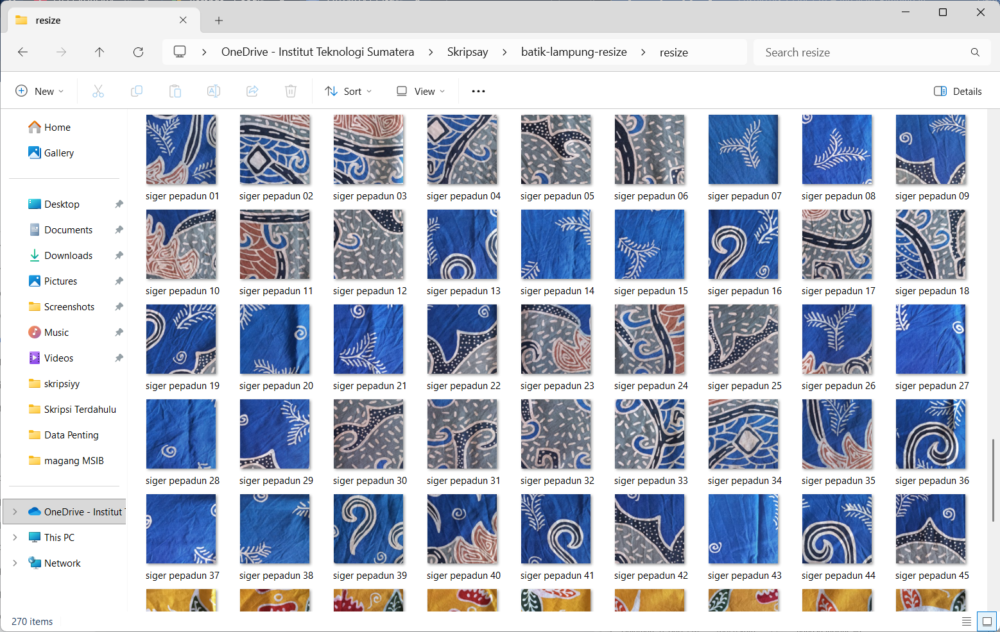 resize
OneDrive - Institut Teknologi Sumatera
Skripsay
batik-lampung-resize
resize
Search resize
New
Sort
View
Details
Home
Gallery
Desktop
Documents
Downloads
Pictures
Screenshots
Music
Videos
skripsiyy
Skripsi Terdahulu
Data Penting
magang MSIB
OneDrive - Institut
This PC
Network
siger pepadun 01 siger pepadun 02 siger pepadun 03 siger pepadun 04 siger pepadun 05 siger pepadun 06 siger pepadun 07 siger pepadun 08 siger pepadun 09
siger pepadun 10 siger pepadun 11 siger pepadun 12 siger pepadun 13 siger pepadun 14 siger pepadun 15 siger pepadun 16 siger pepadun 17 siger pepadun 18
siger pepadun 19 siger pepadun 20 siger pepadun 21 siger pepadun 22 siger pepadun 23 siger pepadun 24 siger pepadun 25 siger pepadun 26 siger pepadun 27
siger pepadun 28 siger pepadun 29 siger pepadun 30 siger pepadun 31 siger pepadun 32 siger pepadun 33 siger pepadun 34 siger pepadun 35 siger pepadun 36
siger pepadun 37 siger pepadun 38 siger pepadun 39 siger pepadun 40 siger pepadun 41 siger pepadun 42 siger pepadun 43 siger pepadun 44 siger pepadun 45
270 items